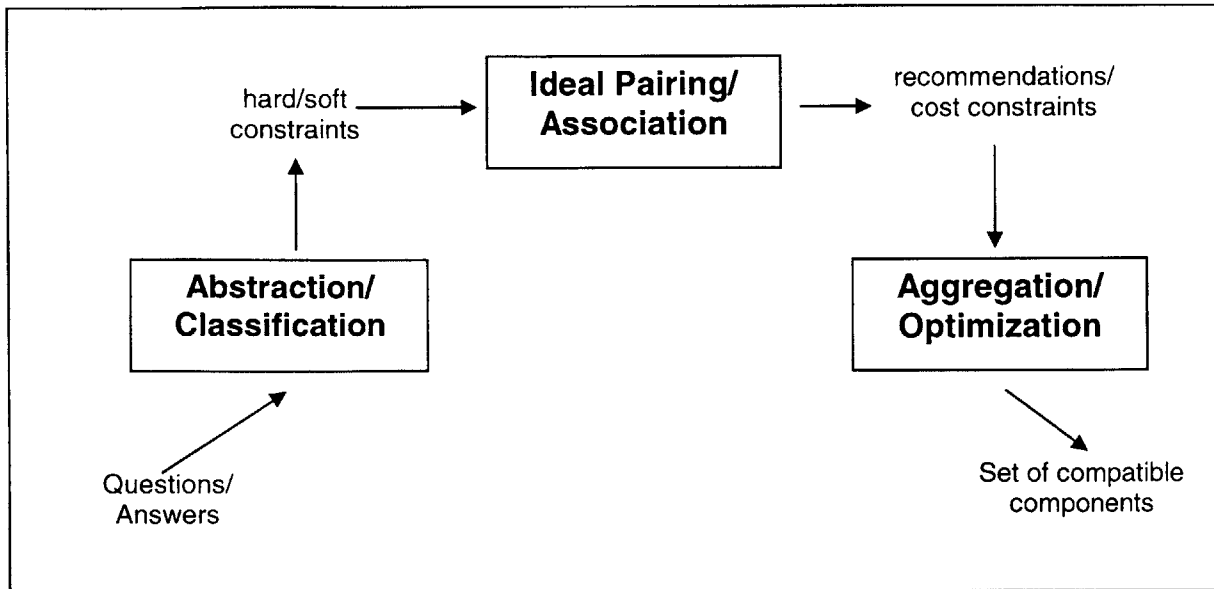 Ideal Pairing/
Association
hard/soft
constraints
recommendations/
cost constraints
Abstraction/
Classification
Aggregation/
Optimization
Questions/
Answers
Set of compatible
components